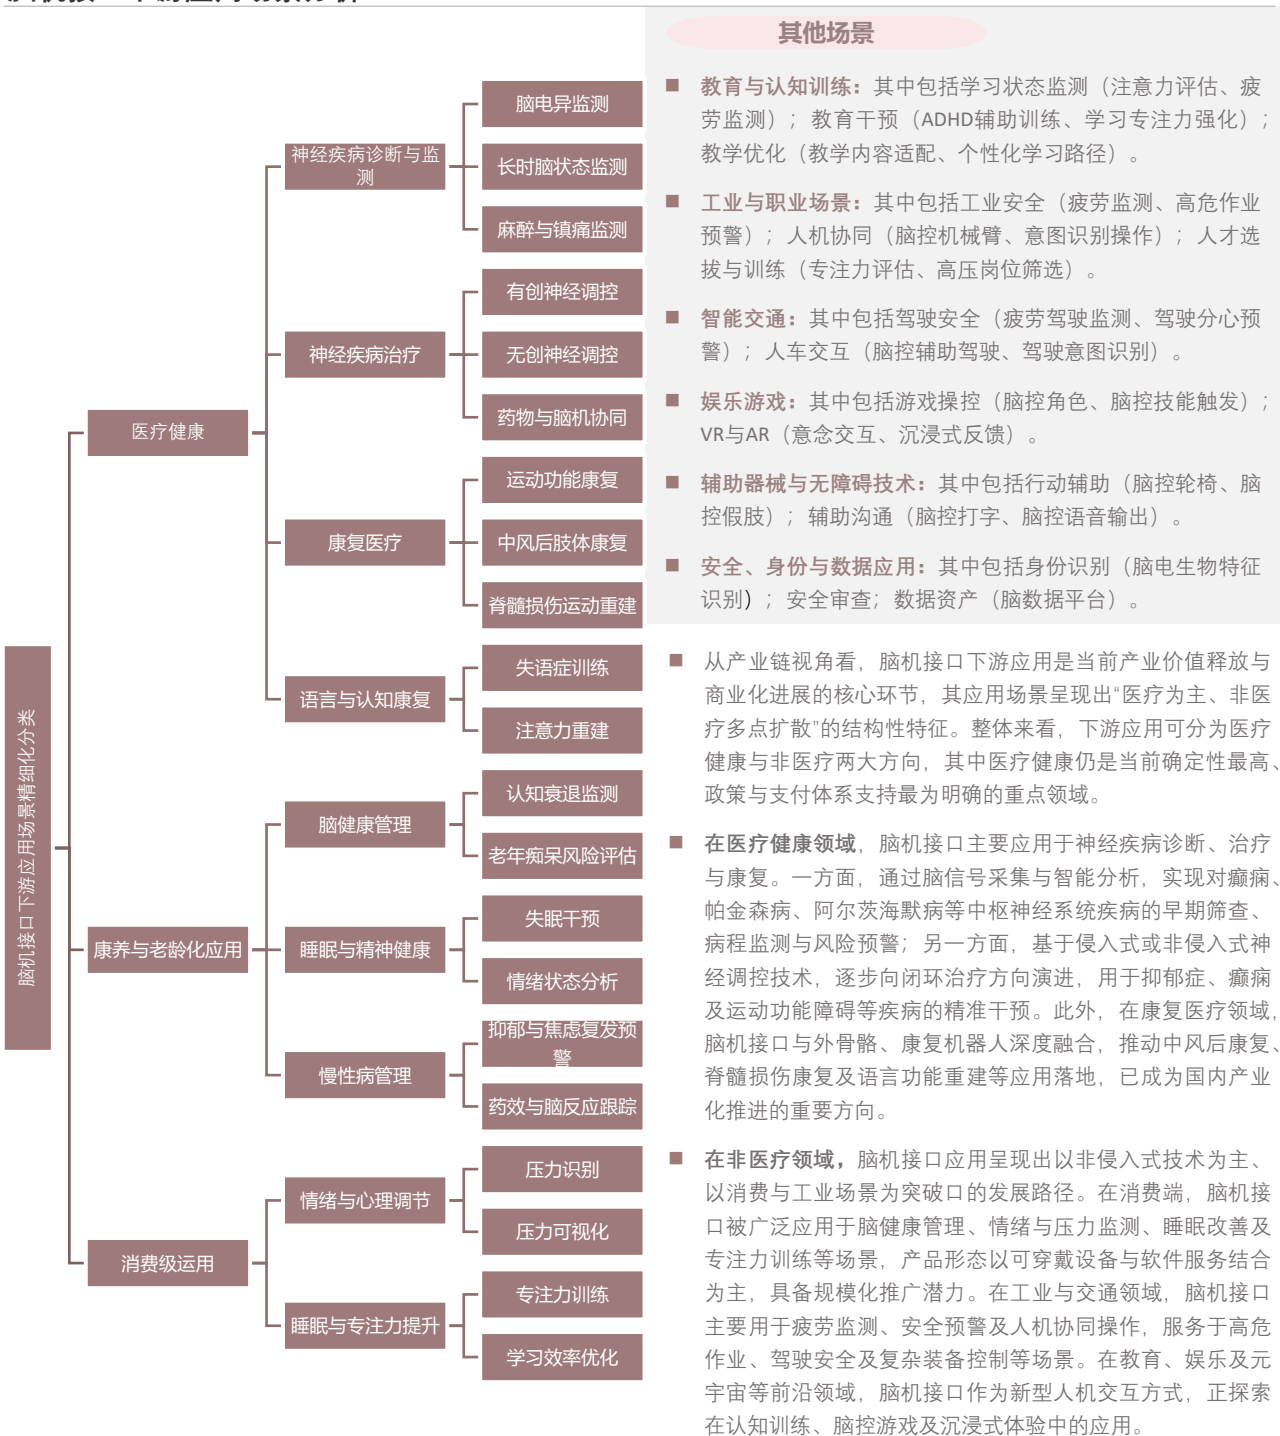 脑机接口下游应用场景精细化分类
医疗健康
神经疾病诊断与监
测
脑电异监测
长时脑状态监测
麻醉与镇痛监测
神经疾病治疗
有创神经调控
无创神经调控
药物与脑机协同
康复医疗
运动功能康复
中风后肢体康复
脊髓损伤运动重建
语言与认知康复
失语症训练
注意力重建
康养与老龄化应用
脑健康管理
认知衰退监测
老年痴呆风险评估
睡眠与精神健康
失眠干预
情绪状态分析
慢性病管理
抑郁与焦虑复发预
警
药效与脑反应跟踪
消费级运用
情绪与心理调节
压力识别
压力可视化
睡眠与专注力提升
专注力训练
学习效率优化
其他场景
■ 教育与认知训练：其中包括学习状态监测（注意力评估、疲
劳监测）；教育干预（ADHD辅助训练、学习专注力强化）；
教学优化（教学内容适配、个性化学习路径）。
■ 工业与职业场景：其中包括工业安全（疲劳监测、高危作业
预警）；人机协同（脑控机械臂、意图识别操作）；人才选
拔与训练（专注力评估、高压岗位筛选）。
■ 智能交通：其中包括驾驶安全（疲劳驾驶监测、驾驶分心预
警）；人车交互（脑控辅助驾驶、驾驶意图识别）。
■ 娱乐游戏：其中包括游戏操控（脑控角色、脑控技能触发）；
VR与AR（意念交互、沉浸式反馈）。
■ 辅助器械与无障碍技术：其中包括行动辅助（脑控轮椅、脑
控假肢）；辅助沟通（脑控打字、脑控语音输出）。
■ 安全、身份与数据应用：其中包括身份识别（脑电生物特征
识别）；安全审查；数据资产（脑数据平台）。
■ 从产业链视角看，脑机接口下游应用是当前产业价值释放与
商业化进展的核心环节，其应用场景呈现出“医疗为主、非医
疗多点扩散”的结构性特征。整体来看，下游应用可分为医疗
健康与非医疗两大方向，其中医疗健康仍是当前确定性最高、
政策与支付体系支持最为明确的重点领域。
■ 在医疗健康领域，脑机接口主要应用于神经疾病诊断、治疗
与康复。一方面，通过脑信号采集与智能分析，实现对癫痫、
帕金森病、阿尔茨海默病等中枢神经系统疾病的早期筛查、
病程监测与风险预警；另一方面，基于侵入式或非侵入式神
经调控技术，逐步向闭环治疗方向演进，用于抑郁症、癫痫
及运动功能障碍等疾病的精准干预。此外，在康复医疗领域，
脑机接口与外骨骼、康复机器人深度融合，推动中风后康复、
脊髓损伤康复及语言功能重建等应用落地，已成为国内产业
化推进的重要方向。
■ 在非医疗领域，脑机接口应用呈现出以非侵入式技术为主、
以消费与工业场景为突破口的发展路径。在消费端，脑机接
口被广泛应用于脑健康管理、情绪与压力监测、睡眠改善及
专注力训练等场景，产品形态以可穿戴设备与软件服务结合
为主，具备规模化推广潜力。在工业与交通领域，脑机接口
主要用于疲劳监测、安全预警及人机协同操作，服务于高危
作业、驾驶安全及复杂装备控制等场景。在教育、娱乐及元
宇宙等前沿领域，脑机接口作为新型人机交互方式，正探索
在认知训练、脑控游戏及沉浸式体验中的应用。